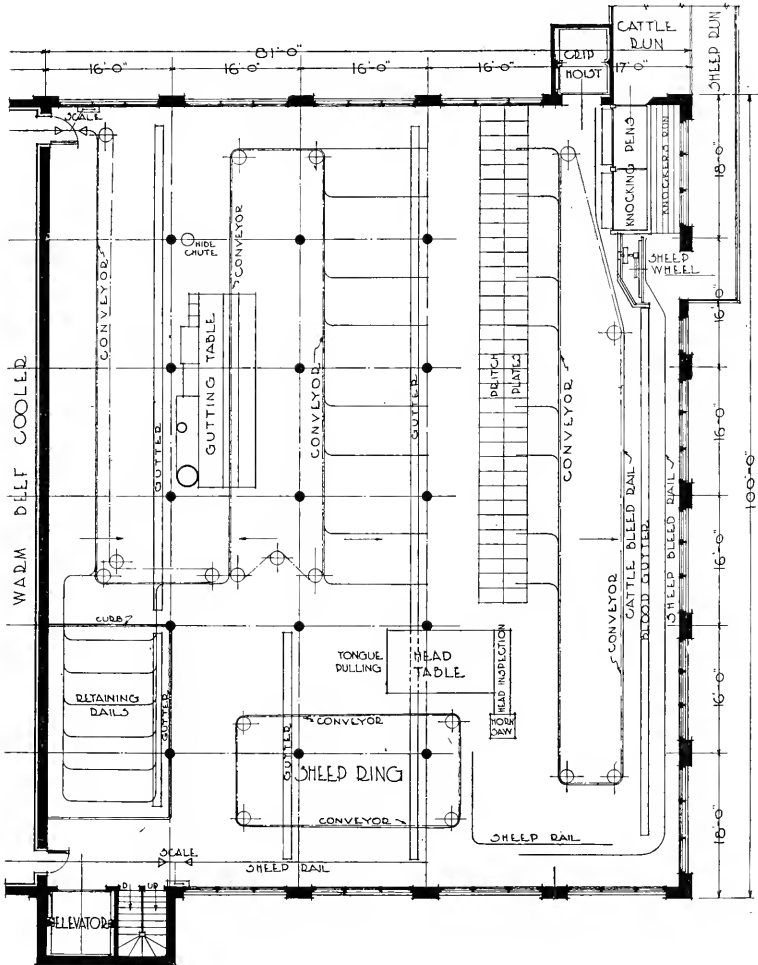 CATTLE
RUN
SHEEP RUN
81'-0"
16'-0"
16'-0"
16'-0"
16'-0"
17'-0"
GRIP
HOIST
SCALE
KNOCKING DENS
KNOCKERS RUN
18'-0"
HIDE
CHUTE
CONVEYOR
CONVEYOR
SHEEP
WHEEL
16'-0"
GUTTING TABLE
CONVEYOR
GUTTER
PRITCH
PLATES
CONVEYOR
WARM BEEF COOLER
GUTTER
CATTLE BLEED RAIL
BLOOD GUTTER
SHEEP BLEED RAIL
16'-0"
100'-0"
16'-0"
CONVEYOR
CURB
TONGUE
PULLING
HEAD
TABLE
HEAD INSPECTION
HORN
SAW
16'-0"
RETAINING
RAILS
GUTTER
CONVEYOR
GUTTER
SHEEP RING
CONVEYOR
18'-0"
SHEEP RAIL
SCALE
SHEEP RAIL
D
UP
ELEVATOR